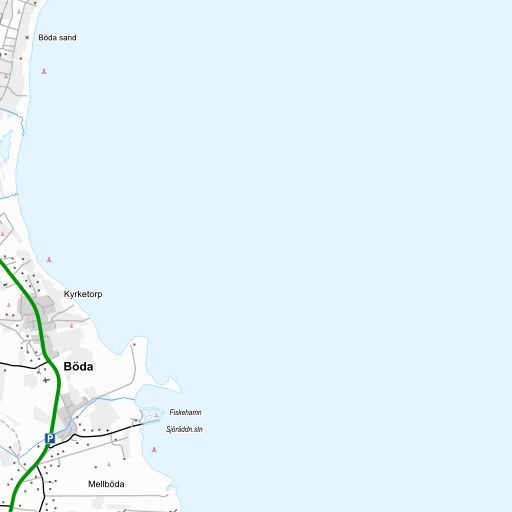 Böda sand
Kyrketorp
Böda
Fiskehamn
Sjöräddn.stn
P
Mellböda